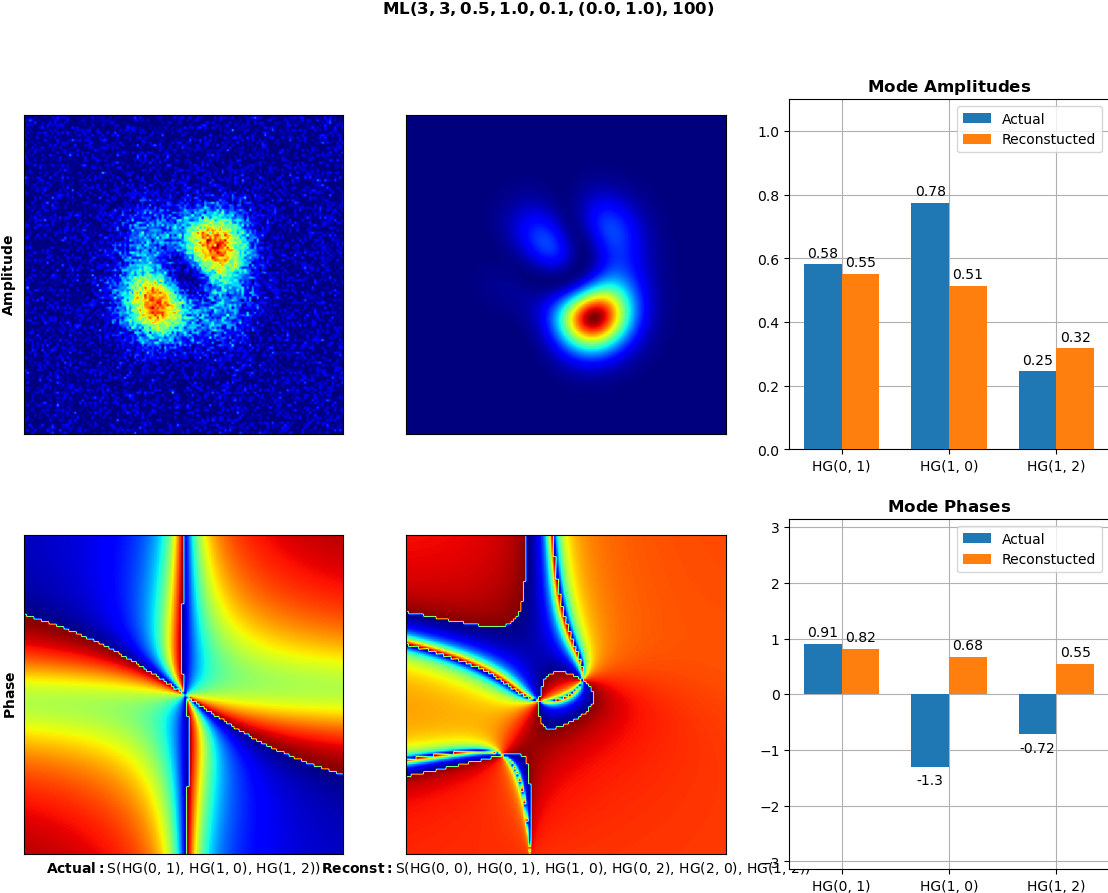 ML(3, 3, 0.5, 1.0, 0.1, (0.0, 1.0), 100)
Amplitude
Mode Amplitudes
Actual
Reconstucted
1.0
0.8
0.6
0.4
0.2
0.0
0.58
0.55
0.78
0.51
0.25
0.32
HG(0, 1)
HG(1, 0)
HG(1, 2)
Phase
Mode Phases
Actual
Reconstucted
3
2
1
0
−1
−2
−3
0.91
0.82
-1.3
0.68
-0.72
0.55
HG(0, 1)
HG(1, 0)
HG(1, 2)
Actual: S(HG(0, 1), HG(1, 0), HG(1, 2))
Reconst: S(HG(0, 0), HG(0, 1), HG(1, 0), HG(0, 2), HG(2, 0), HG(1, 2))